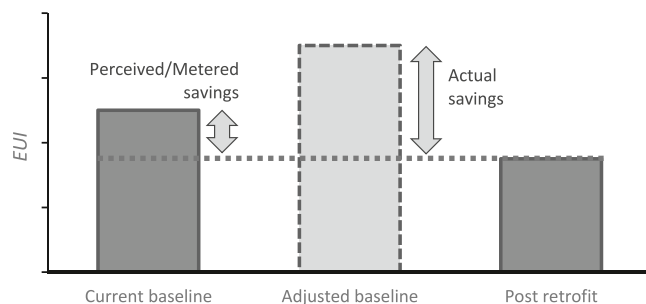 Perceived/Metered
savings
Actual
savings
EUI
Current baseline
Adjusted baseline
Post retrofit